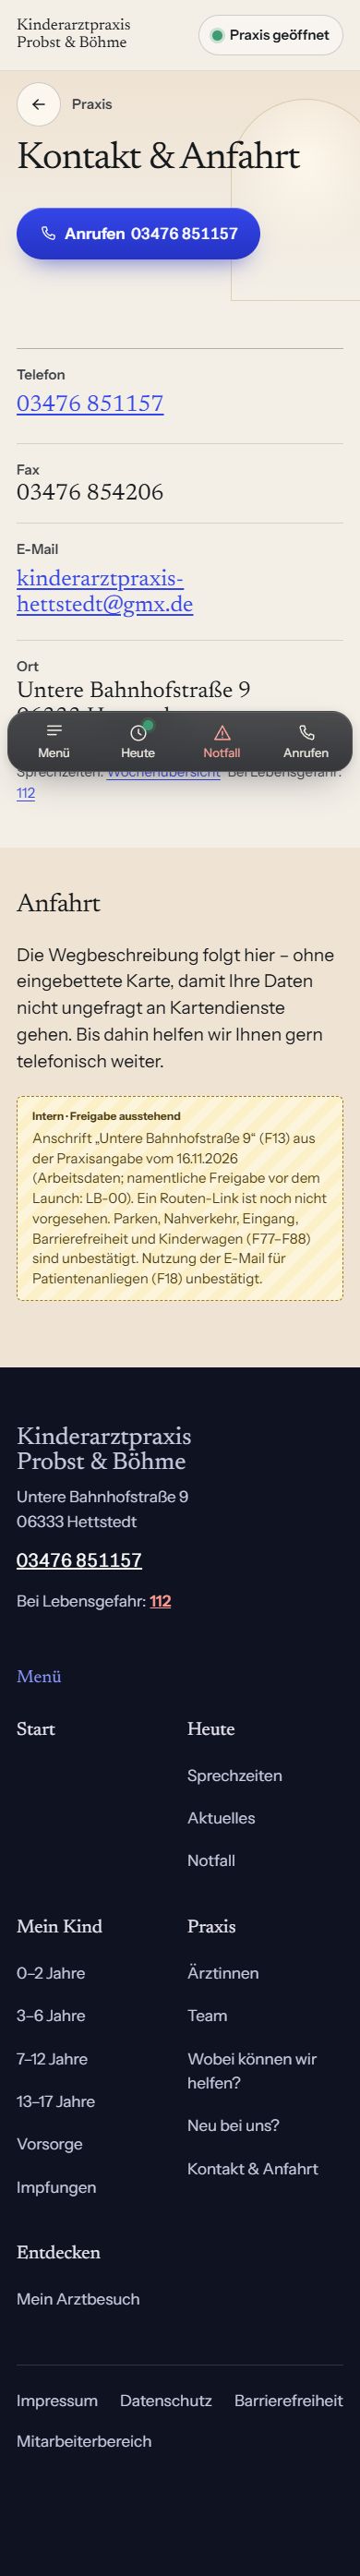 Kinderarztpraxis
Probst & Böhme
Praxis geöffnet
Praxis
Kontakt & Anfahrt
Anrufen 03476 851157
Telefon
03476 851157
Fax
03476 854206
E-Mail
kinderarztpraxis-
hettstedt@gmx.de
Ort
Untere Bahnhofstraße 9
Menü
Heute
Notfall
Anrufen
Sprechzeiten: Wochenübersicht · Bei Lebensgefahr:
112
Anfahrt
Die Wegbeschreibung folgt hier – ohne
eingebettete Karte, damit Ihre Daten
nicht ungefragt an Kartendienste
gehen. Bis dahin helfen wir Ihnen gern
telefonisch weiter.
Intern · Freigabe ausstehend
Anschrift „Untere Bahnhofstraße 9“ (F13) aus
der Praxisangabe vom 16.11.2026
(Arbeitsdaten; namentliche Freigabe vor dem
Launch: LB-00). Ein Routen-Link ist noch nicht
vorgesehen. Parken, Nahverkehr, Eingang,
Barrierefreiheit und Kinderwagen (F77–F88)
sind unbestätigt. Nutzung der E-Mail für
Patientenanliegen (F18) unbestätigt.
Kinderarztpraxis
Probst & Böhme
Untere Bahnhofstraße 9
06333 Hettstedt
03476 851157
Bei Lebensgefahr: 112
Menü
Start
Heute
Sprechzeiten
Aktuelles
Notfall
Mein Kind
0–2 Jahre
3–6 Jahre
7–12 Jahre
13–17 Jahre
Vorsorge
Impfungen
Praxis
Ärztinnen
Team
Wobei können wir
helfen?
Neu bei uns?
Kontakt & Anfahrt
Entdecken
Mein Arztbesuch
Impressum Datenschutz Barrierefreiheit
Mitarbeiterbereich